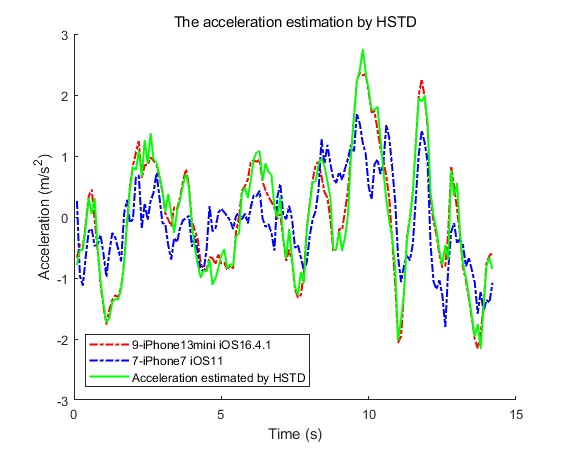 The acceleration estimation by HSTD
Acceleration (m/s²)
3
2
1
0
-1
-2
-3
9-iPhone13mini iOS16.4.1
7-iPhone7 iOS11
Acceleration estimated by HSTD
0 5 10 15
Time (s)